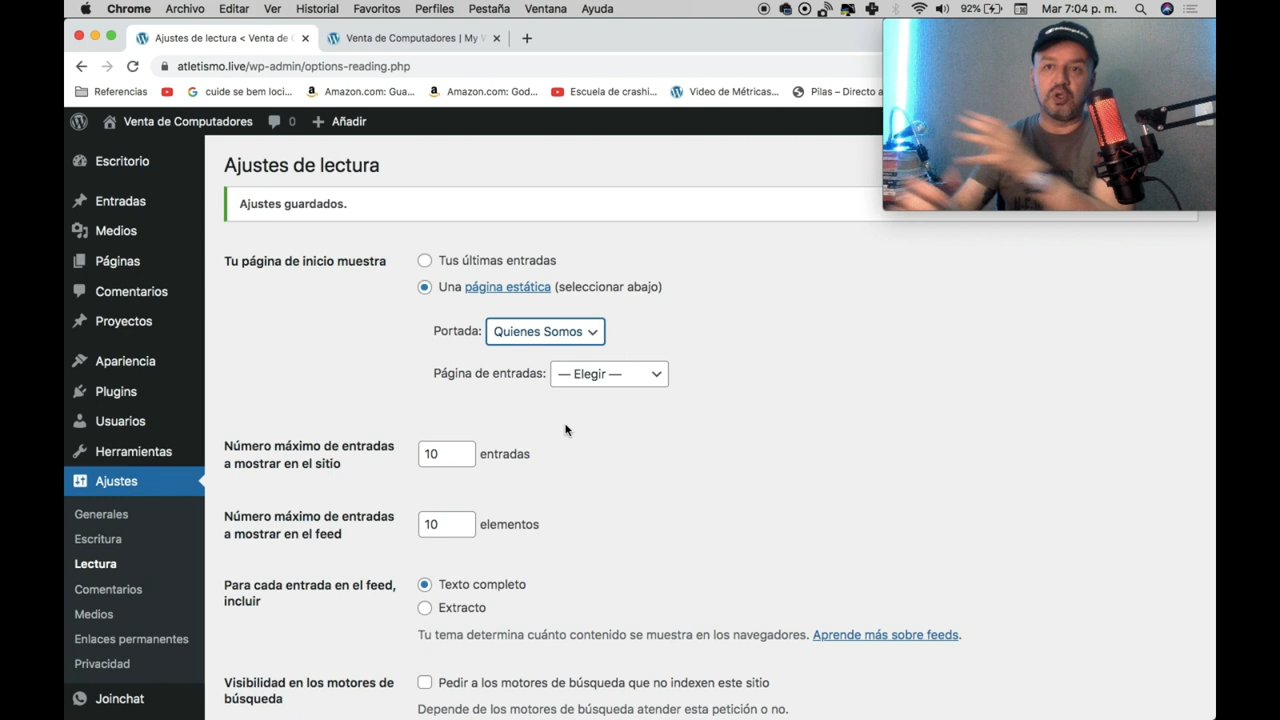 Chrome Archivo Editar Ver Historial Favoritos Perfiles Pestaña Ventana Ayuda 92% Mar 7:04 p. m.
Ajustes de lectura < Venta de Venta de Computadores | My
atletismo.live/wp-admin/options-reading.php
Referencias cuide se bem loci... Amazon.com: Gua... Amazon.com: God... Escuela de crashi... Video de Métricas... Pilas – Directo a
Venta de Computadores 0 Añadir
Escritorio
Entradas
Medios
Páginas
Comentarios
Proyectos
Apariencia
Plugins
Usuarios
Herramientas
Ajustes
Generales
Escritura
Lectura
Comentarios
Medios
Enlaces permanentes
Privacidad
Joinchat
Ajustes de lectura
Ajustes guardados.
Tu página de inicio muestra
Tus últimas entradas
Una página estática (seleccionar abajo)
Portada: Quienes Somos
Página de entradas: — Elegir —
Número máximo de entradas
a mostrar en el sitio
10 entradas
Número máximo de entradas
a mostrar en el feed
10 elementos
Para cada entrada en el feed,
incluir
Texto completo
Extracto
Tu tema determina cuánto contenido se muestra en los navegadores. Aprende más sobre feeds.
Visibilidad en los motores de
búsqueda
Pedir a los motores de búsqueda que no indexen este sitio
Depende de los motores de búsqueda atender esta petición o no.